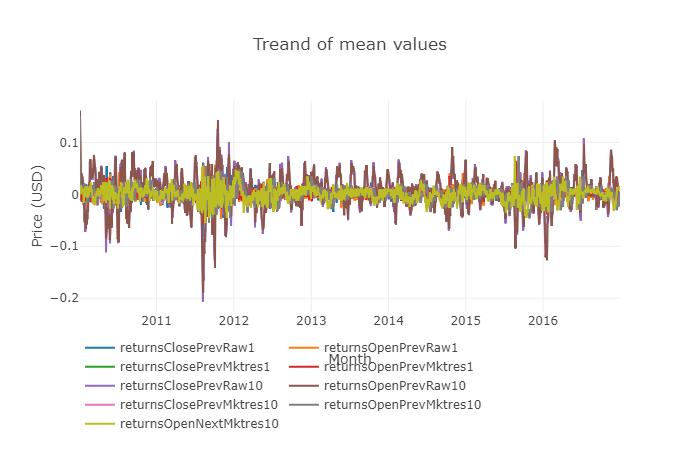 Treand of mean values
Price (USD)
0.1
0
−0.1
−0.2
2011 2012 2013 2014 2015 2016
Month
returnsClosePrevRaw1 returnsOpenPrevRaw1
returnsClosePrevMktres1 returnsOpenPrevMktres1
returnsClosePrevRaw10 returnsOpenPrevRaw10
returnsClosePrevMktres10 returnsOpenPrevMktres10
returnsOpenNextMktres10